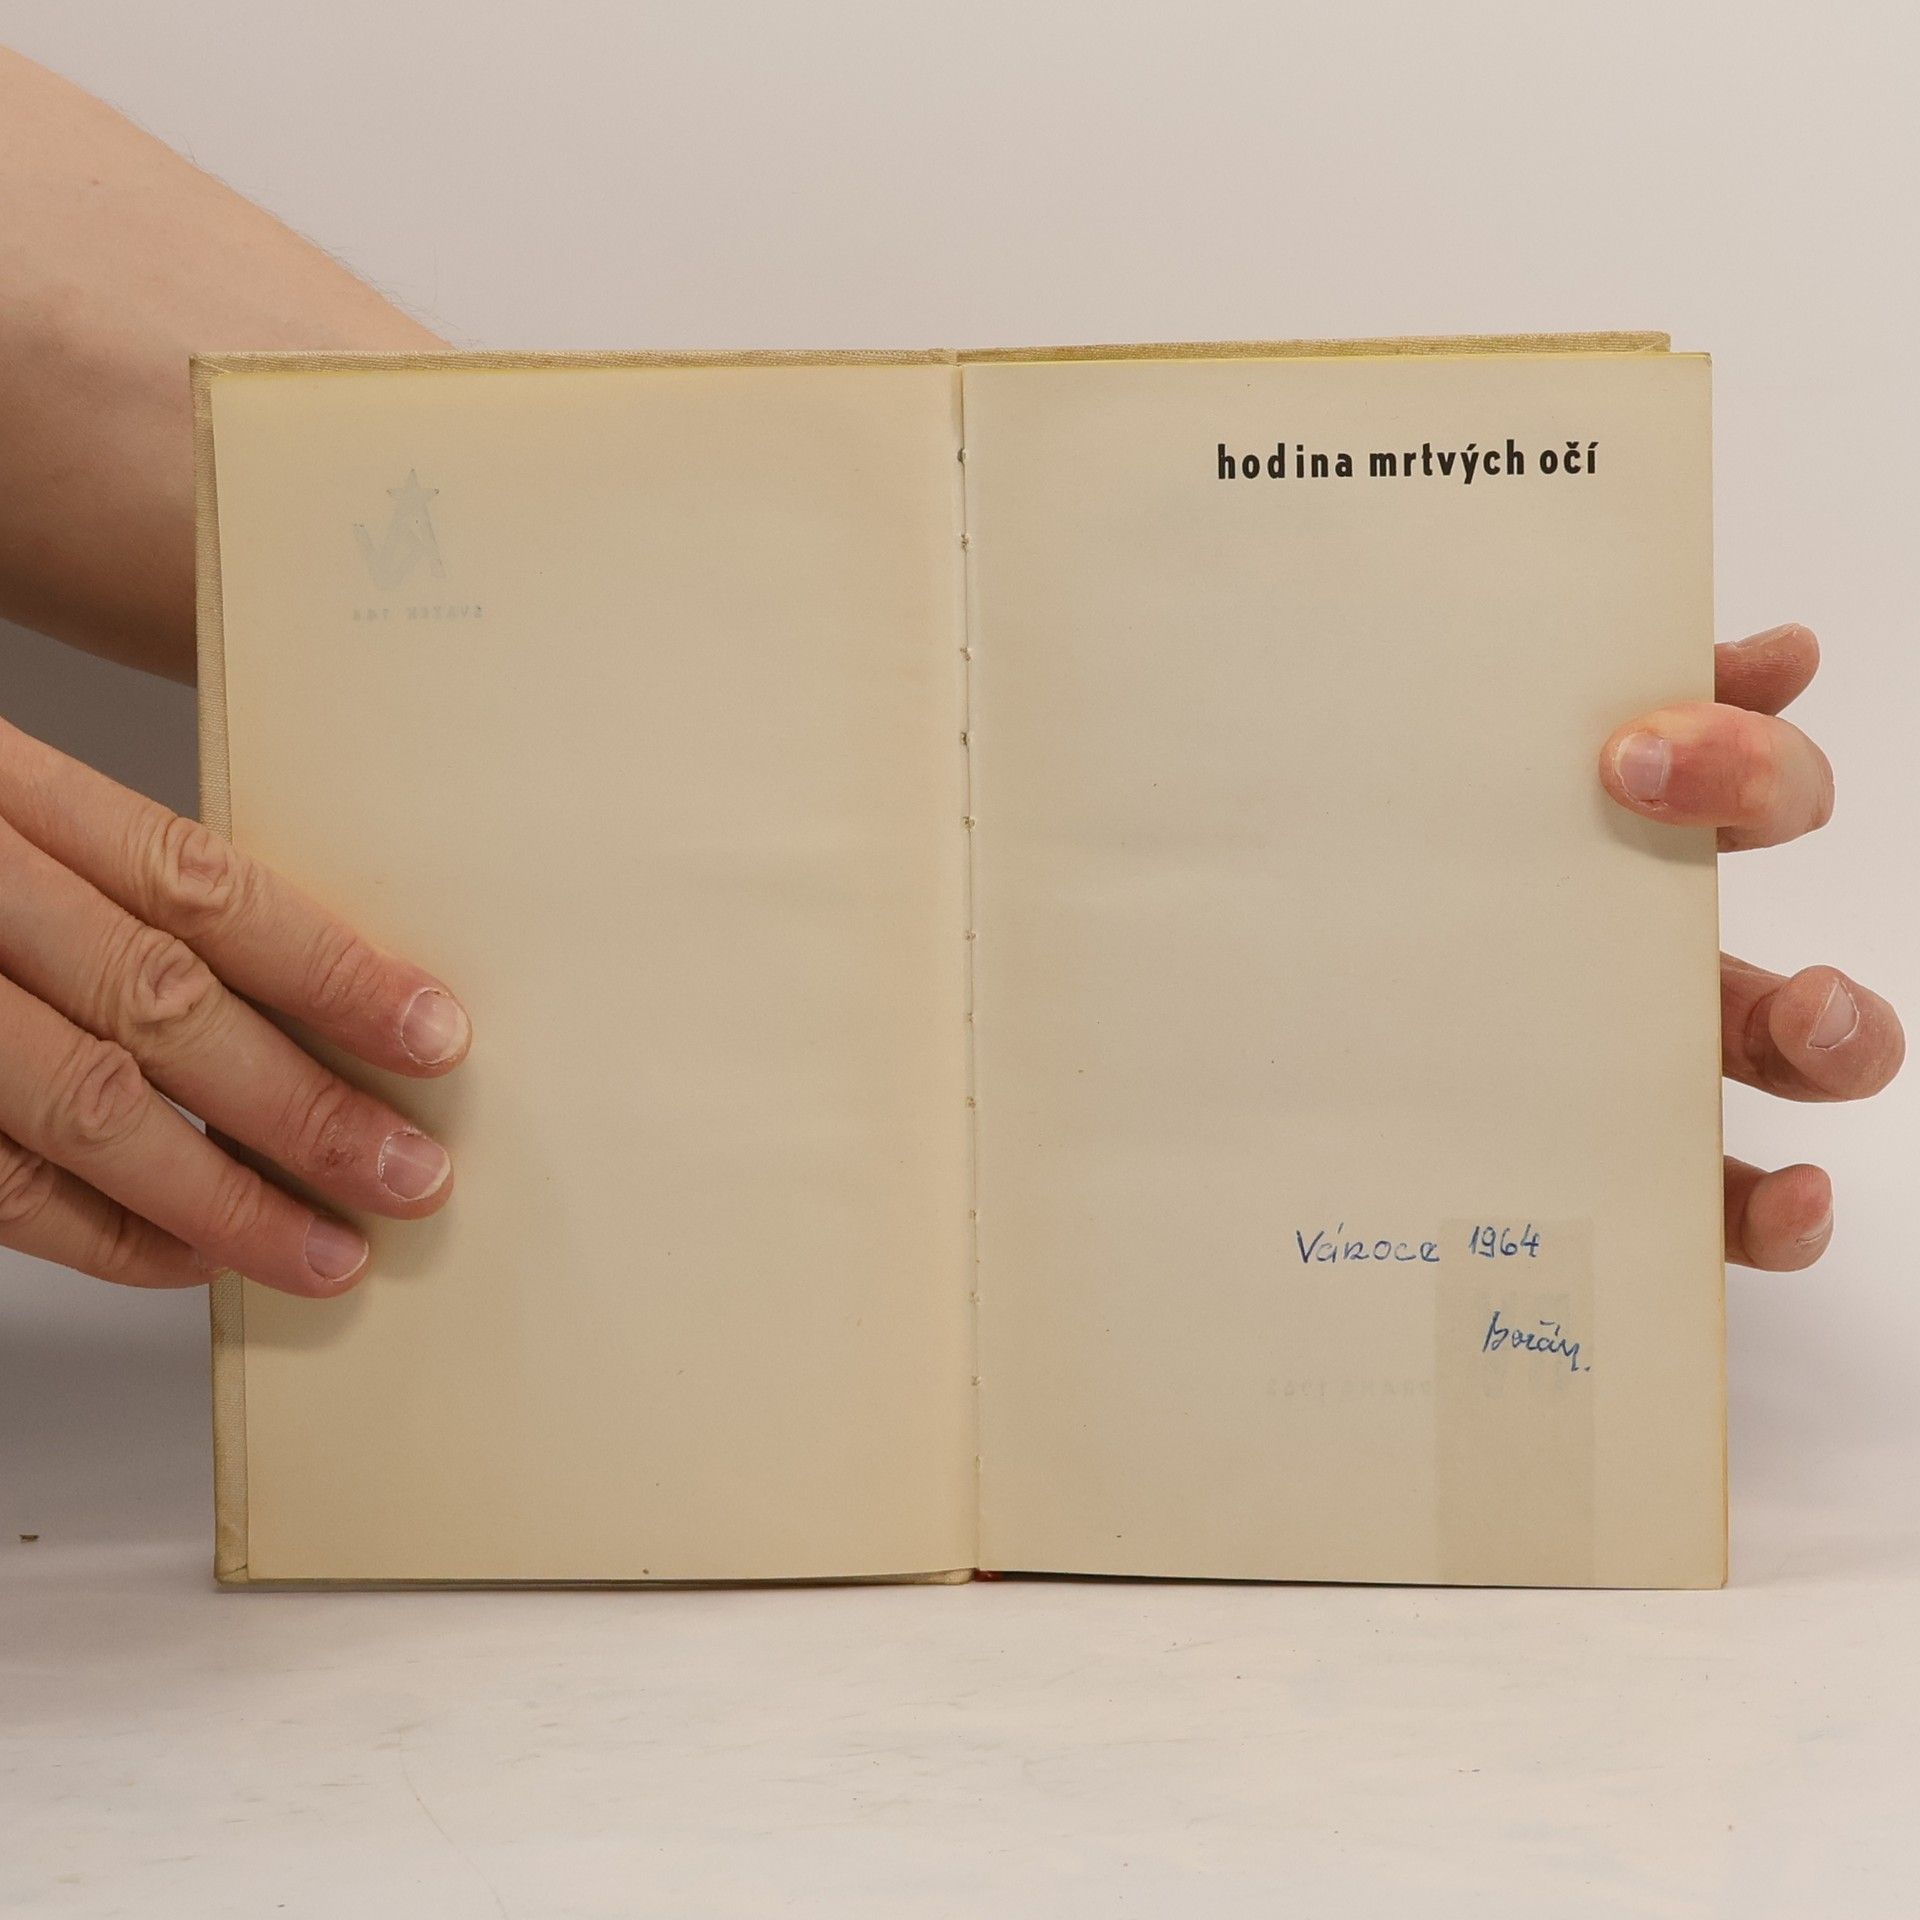 hodina mrtvých očí
Vánoce 1964